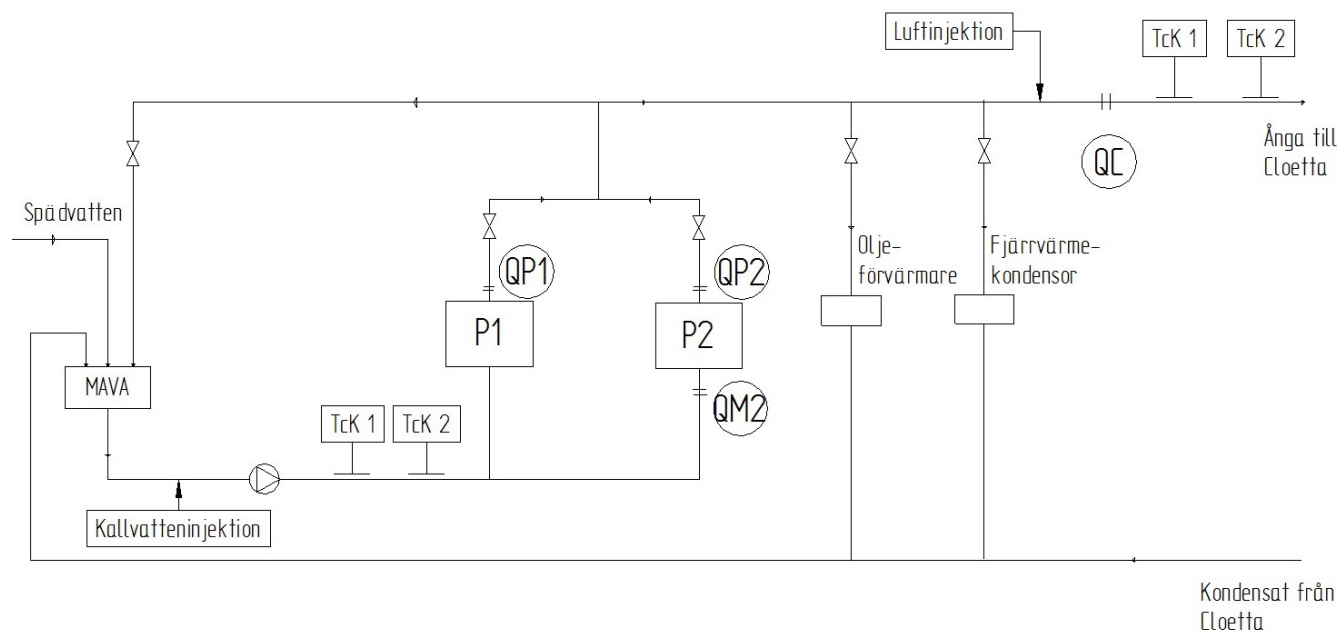 Luftinjektion
TcK 1
TcK 2
Ånga till
Cloetta
QC
Spädvatten
QP1
QP2
Olje-
förvärmare
Fjärrvärme-
kondensor
P1
P2
MAVA
QM2
TcK 1
TcK 2
Kallvatteninjektion
Kondensat från
Cloetta